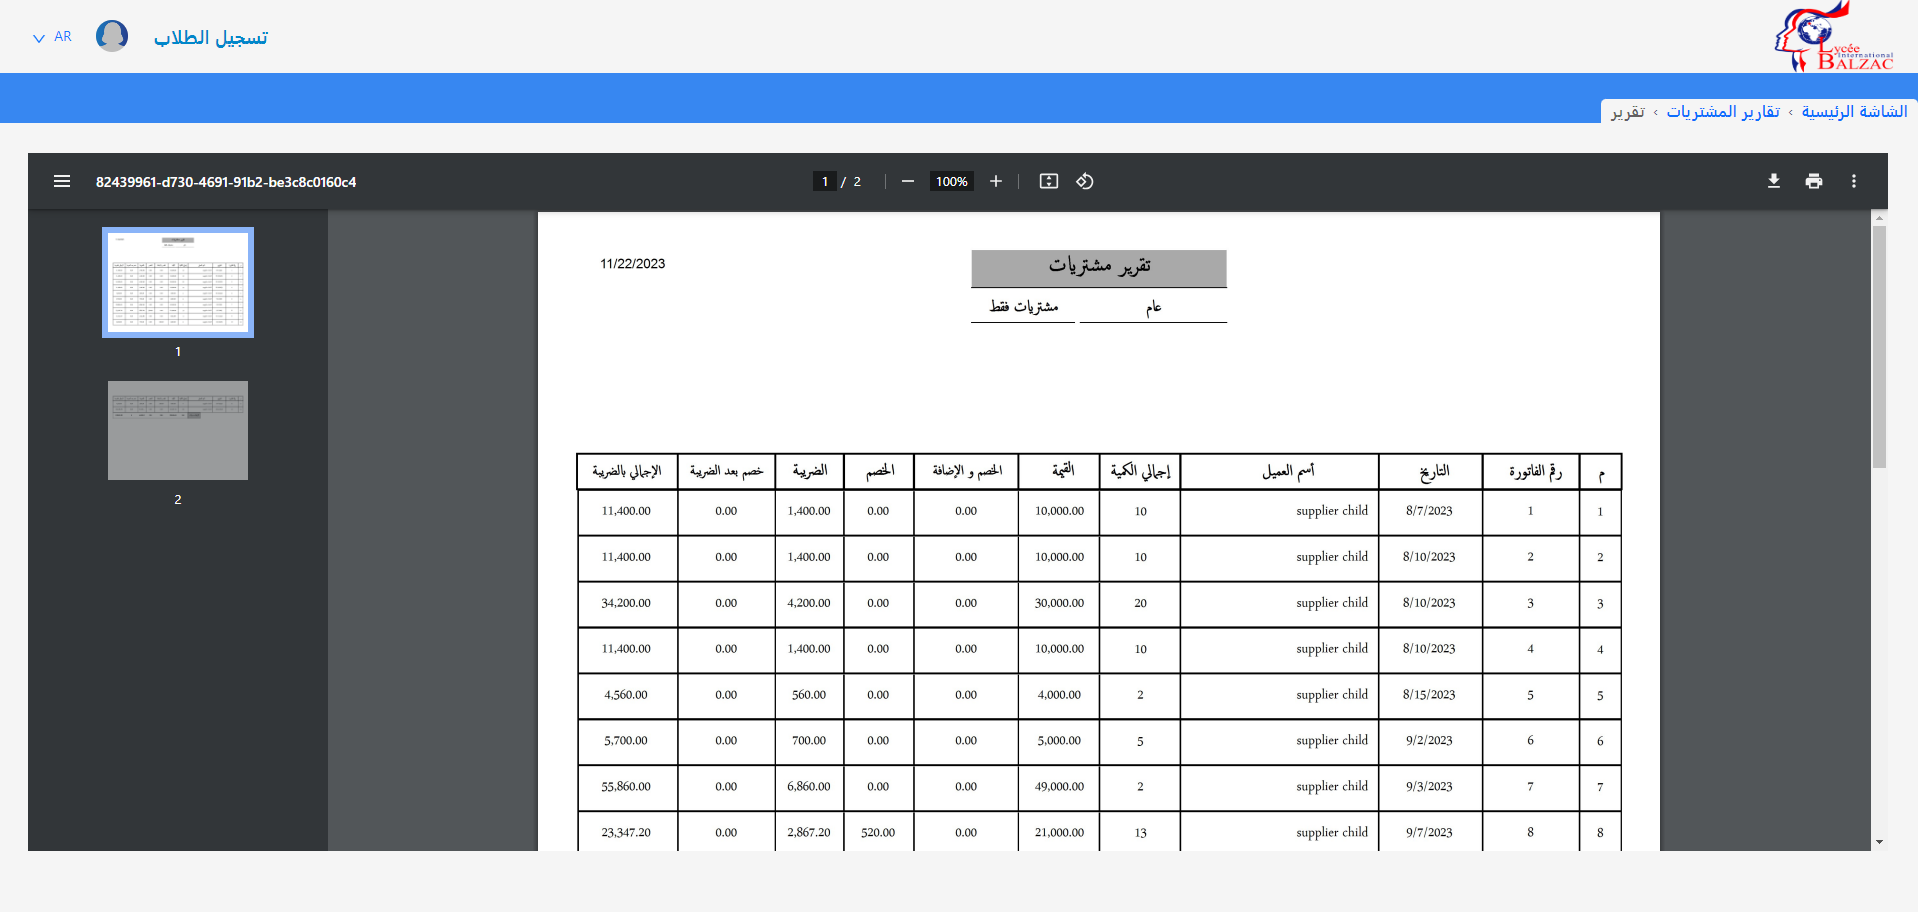 تسجيل الطلاب
AR
Lycée
International
BALZAC
الشاشة الرئيسية › تقارير المشتريات › تقرير
82439961-d730-4691-91b2-be3c8c0160c4
1 / 2
100%
1
2
11/22/2023
تقرير مشتريات
عام مشتريات فقط
م رقم الفاتورة التاريخ أسم العميل إجمالي الكمية القيمة الخصم و الإضافة الخصم الضريبة خصم بعد الضريبة الإجمالي بالضريبة
1 1 8/7/2023 supplier child 10 10,000.00 0.00 0.00 1,400.00 0.00 11,400.00
2 2 8/10/2023 supplier child 10 10,000.00 0.00 0.00 1,400.00 0.00 11,400.00
3 3 8/10/2023 supplier child 20 30,000.00 0.00 0.00 4,200.00 0.00 34,200.00
4 4 8/10/2023 supplier child 10 10,000.00 0.00 0.00 1,400.00 0.00 11,400.00
5 5 8/15/2023 supplier child 2 4,000.00 0.00 0.00 560.00 0.00 4,560.00
6 6 9/2/2023 supplier child 5 5,000.00 0.00 0.00 700.00 0.00 5,700.00
7 7 9/3/2023 supplier child 2 49,000.00 0.00 0.00 6,860.00 0.00 55,860.00
8 8 9/7/2023 supplier child 13 21,000.00 0.00 520.00 2,867.20 0.00 23,347.20